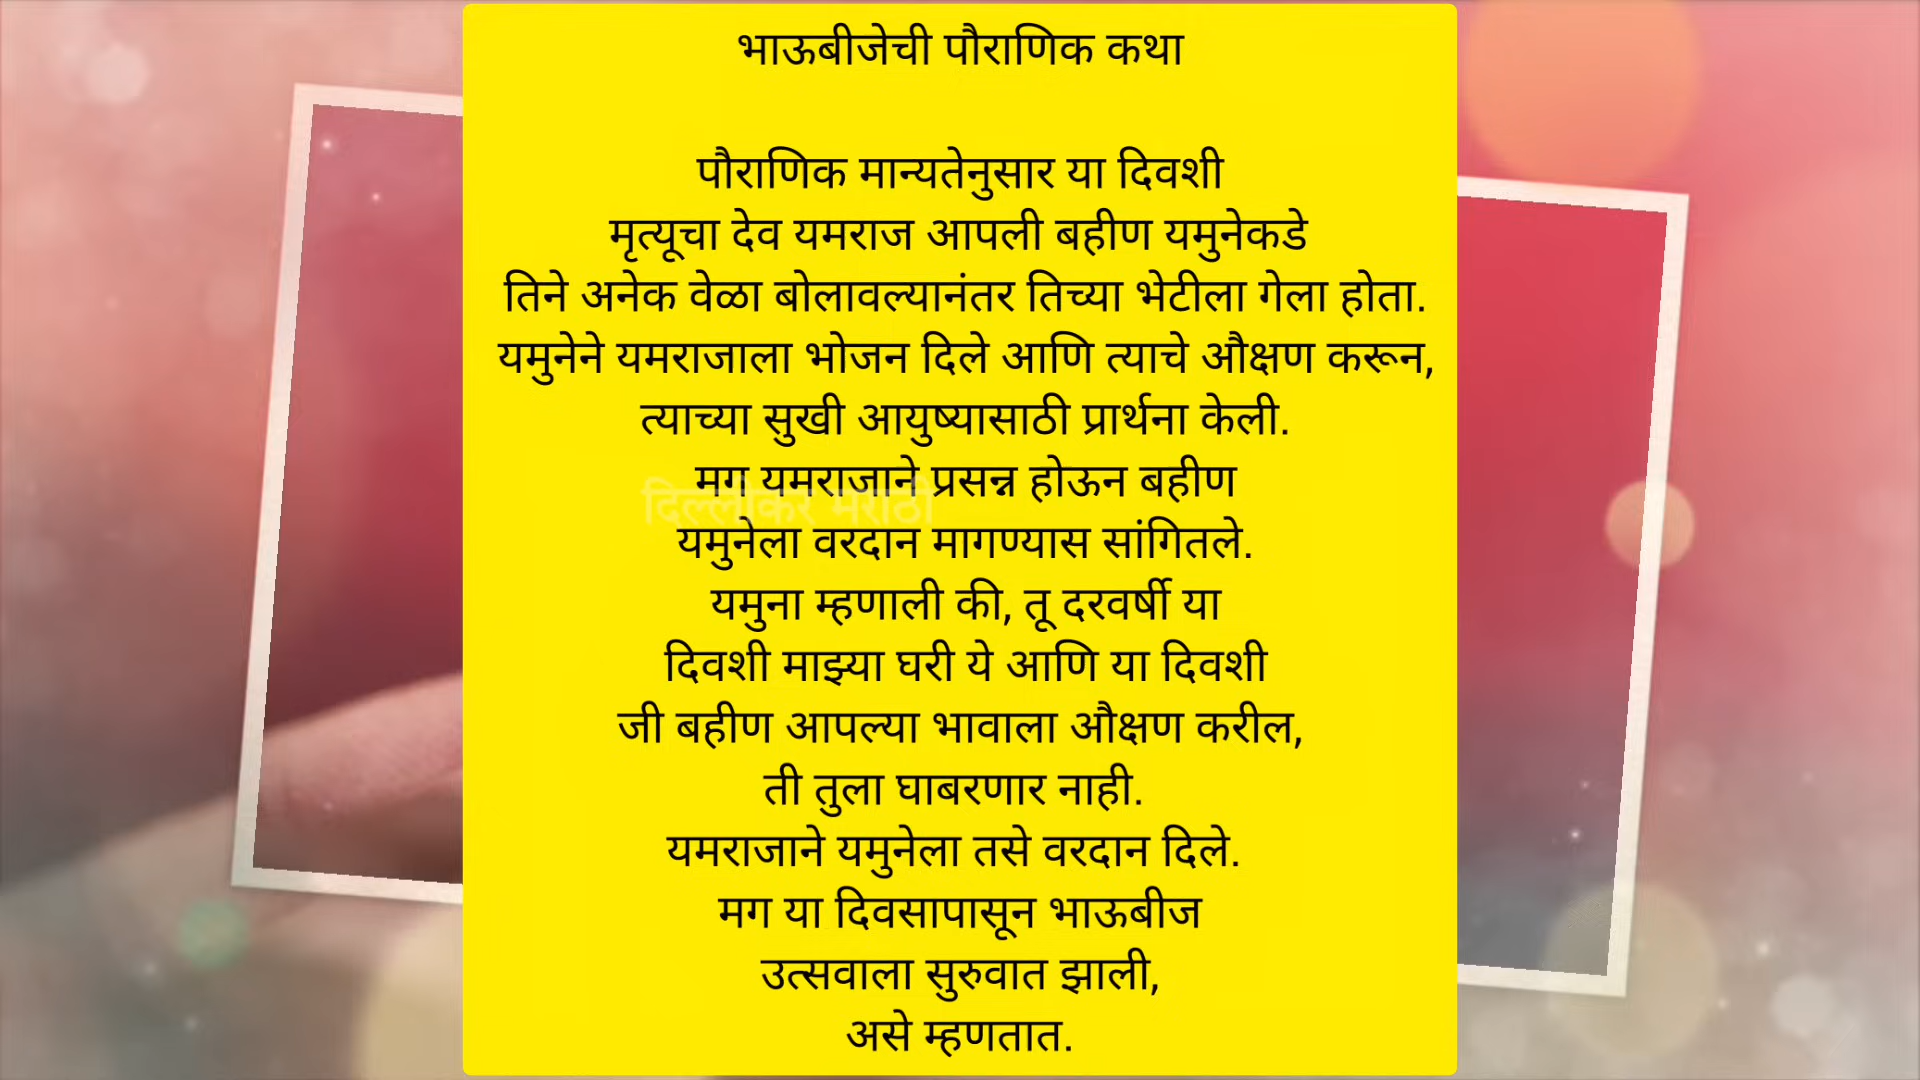 भाऊबीजेची पौराणिक कथा
पौराणिक मान्यतेनुसार या दिवशी
मृत्यूचा देव यमराज आपली बहीण यमुनेकडे
तिने अनेक वेळा बोलावल्यानंतर तिच्या भेटीला गेला होता.
यमुनेने यमराजाला भोजन दिले आणि त्याचे औक्षण करून,
त्याच्या सुखी आयुष्यासाठी प्रार्थना केली.
मग यमराजाने प्रसन्न होऊन बहीण
दिल्लीकर मराठी
यमुनेला वरदान मागण्यास सांगितले.
यमुना म्हणाली की, तू दरवर्षी या
दिवशी माझ्या घरी ये आणि या दिवशी
जी बहीण आपल्या भावाला औक्षण करील,
ती तुला घाबरणार नाही.
यमराजाने यमुनेला तसे वरदान दिले.
मग या दिवसापासून भाऊबीज
उत्सवाला सुरुवात झाली,
असे म्हणतात.